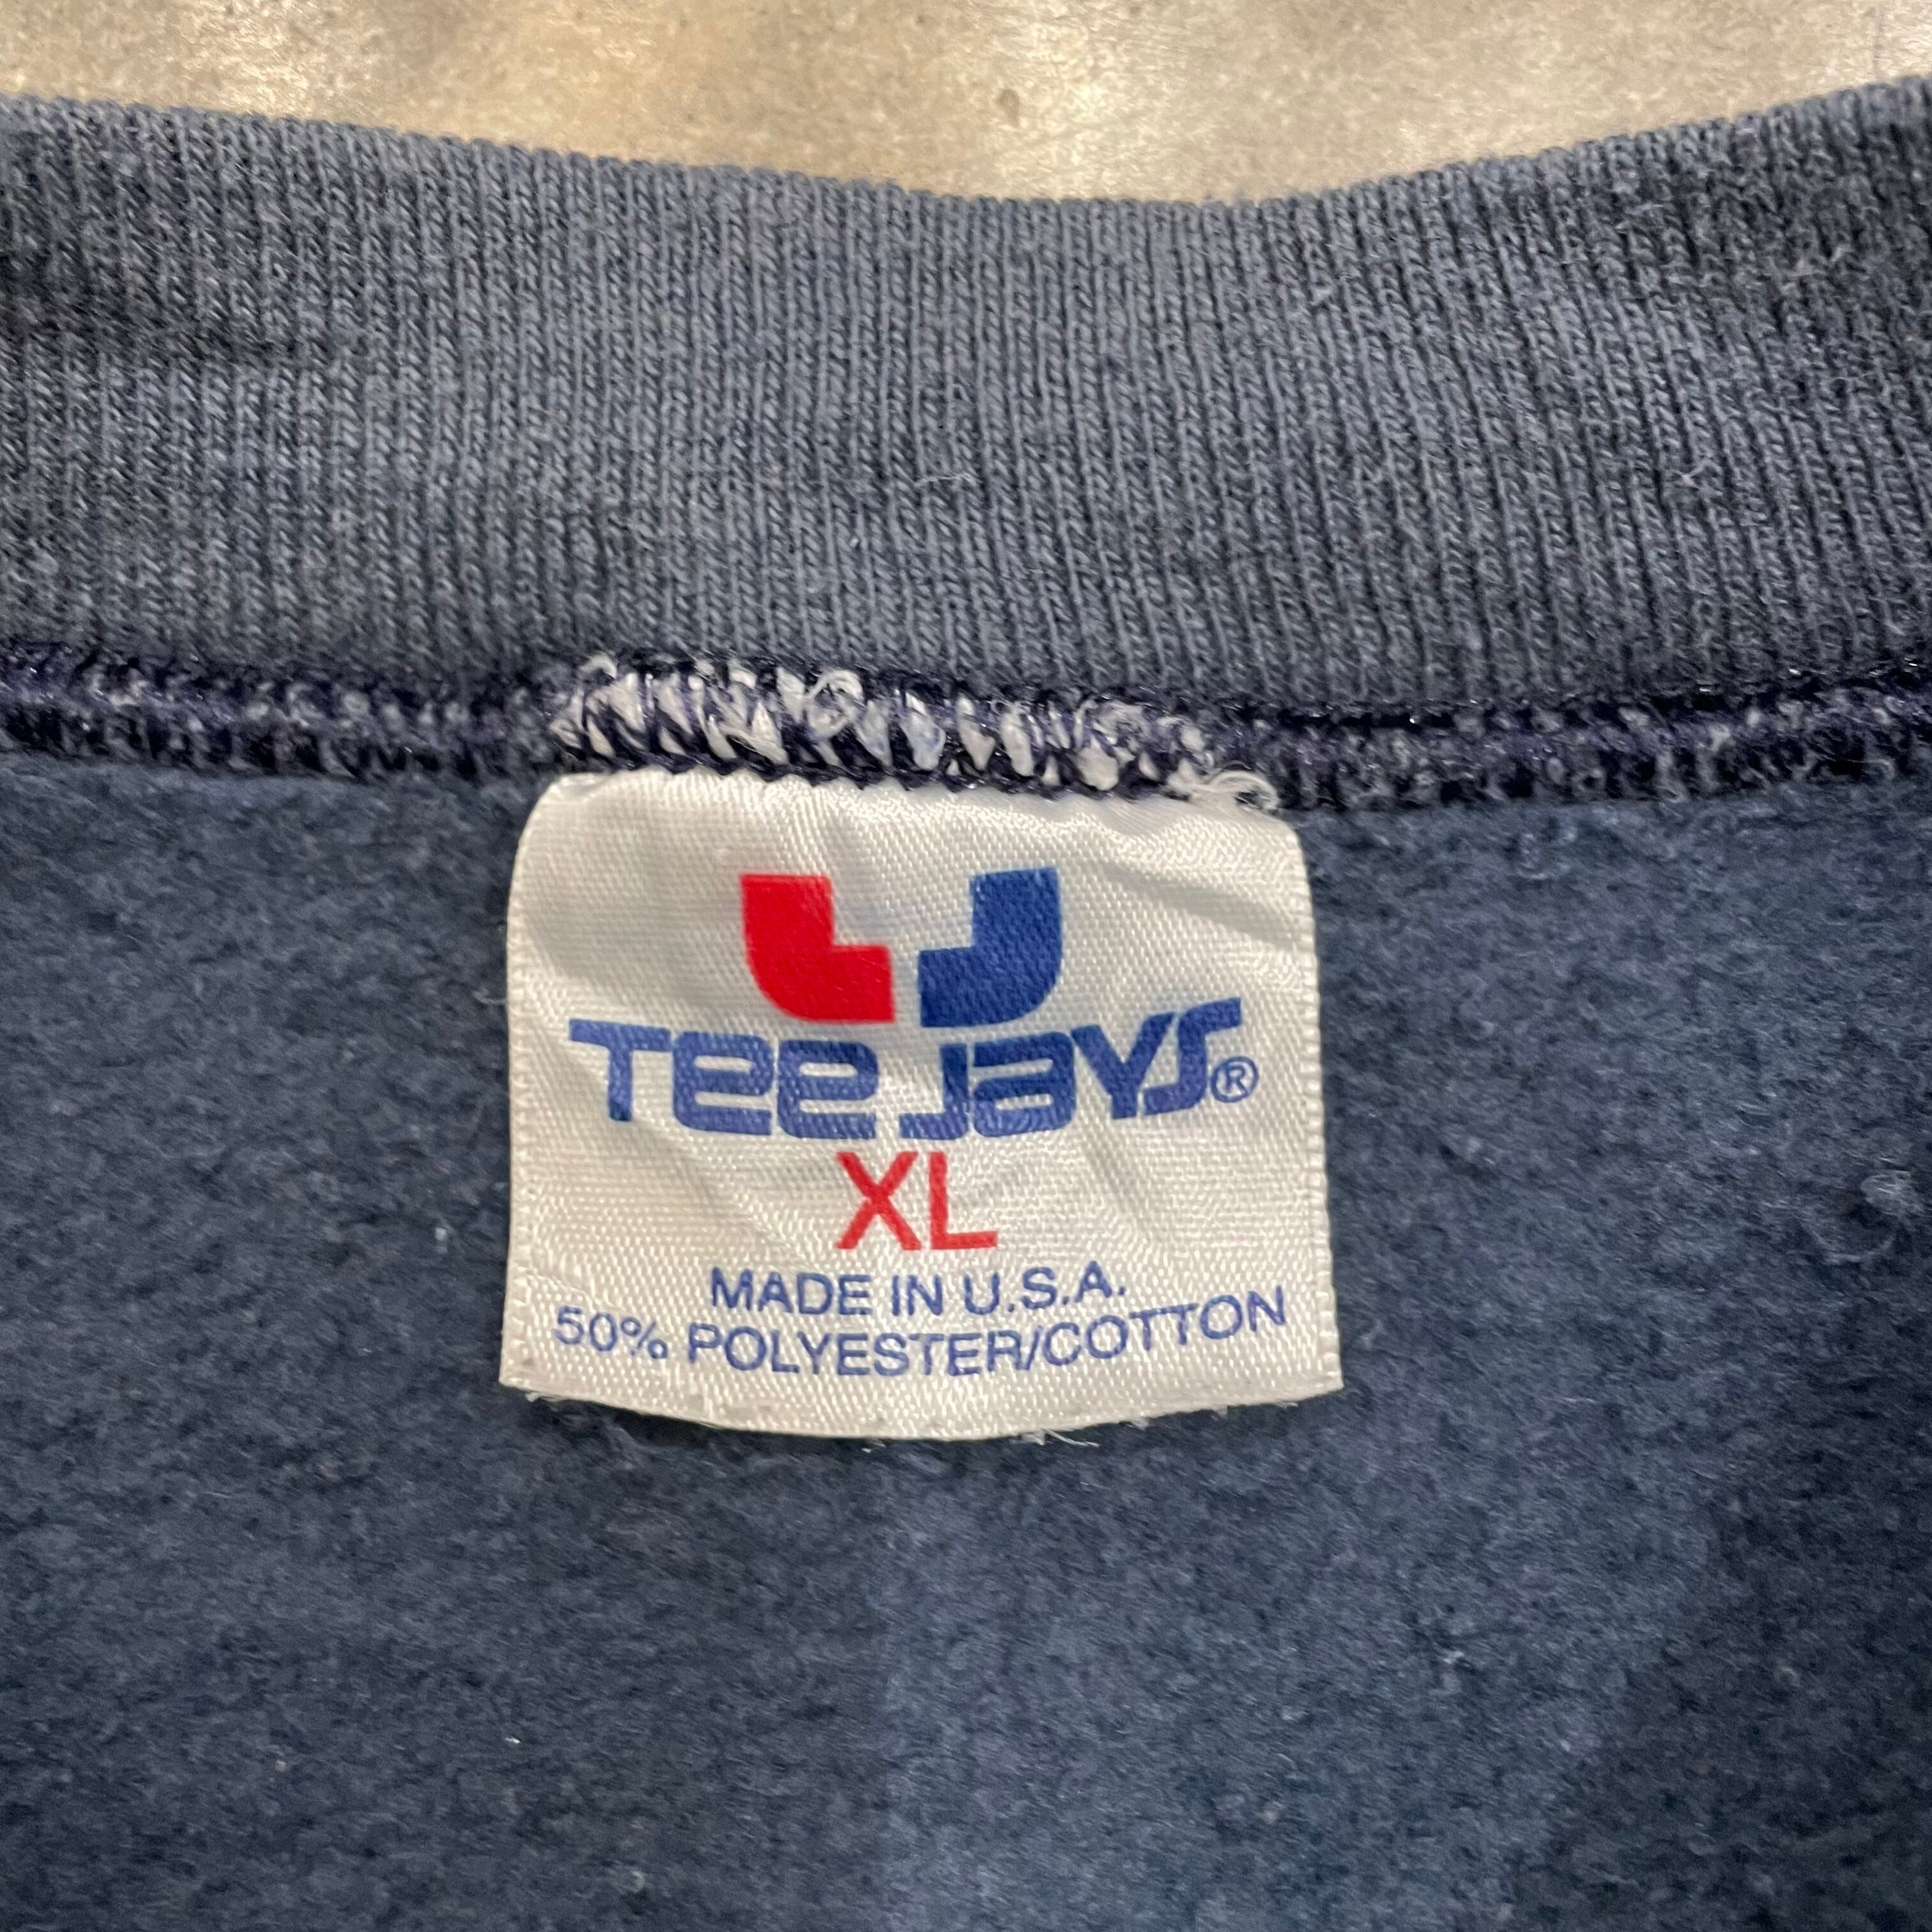 Tee Jays®
XL
MADE IN U.S.A.
50% POLYESTER/COTTON